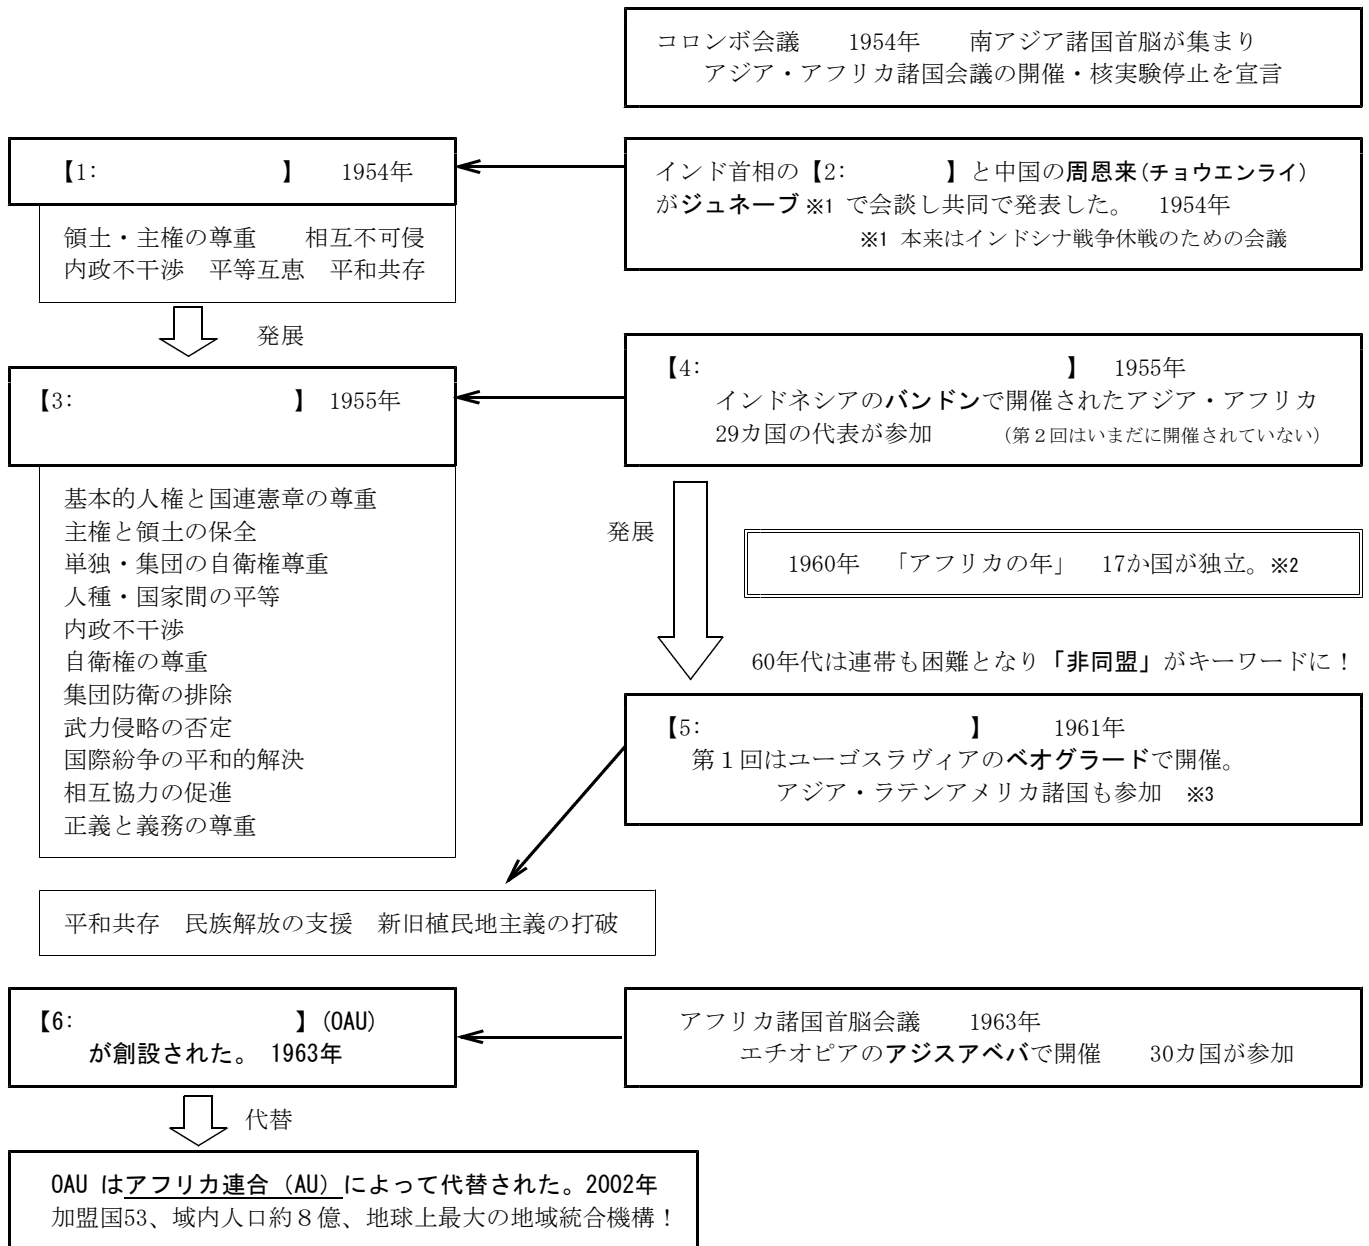 コロンボ会議　　1954年　　南アジア諸国首脳が集まり
アジア・アフリカ諸国会議の開催・核実験停止を宣言
【1:　　　　　　　　】　1954年
領土・主権の尊重　　相互不可侵
内政不干渉　平等互恵　平和共存
インド首相の【2:　　　　】と中国の周恩来(チョウエンライ)
がジュネーブ※1 で会談し共同で発表した。　1954年
※1 本来はインドシナ戦争休戦のための会議
発展
【3:　　　　　　　　　】 1955年
【4:　　　　　　　　　　　　　　　】　1955年
インドネシアのバンドンで開催されたアジア・アフリカ
29カ国の代表が参加　　　（第２回はいまだに開催されていない）
基本的人権と国連憲章の尊重
主権と領土の保全
単独・集団の自衛権尊重
人種・国家間の平等
内政不干渉
自衛権の尊重
集団防衛の排除
武力侵略の否定
国際紛争の平和的解決
相互協力の促進
正義と義務の尊重
発展
1960年　「アフリカの年」　17か国が独立。※2
60年代は連帯も困難となり「非同盟」がキーワードに！
【5:　　　　　　　　　　　】　　　1961年
第１回はユーゴスラヴィアのベオグラードで開催。
アジア・ラテンアメリカ諸国も参加　※3
平和共存　民族解放の支援　新旧植民地主義の打破
【6:　　　　　　　　　】(OAU)
が創設された。 1963年
アフリカ諸国首脳会議　　1963年
エチオピアのアジスアベバで開催　　30カ国が参加
代替
OAU はアフリカ連合（AU）によって代替された。2002年
加盟国53、域内人口約８億、地球上最大の地域統合機構！